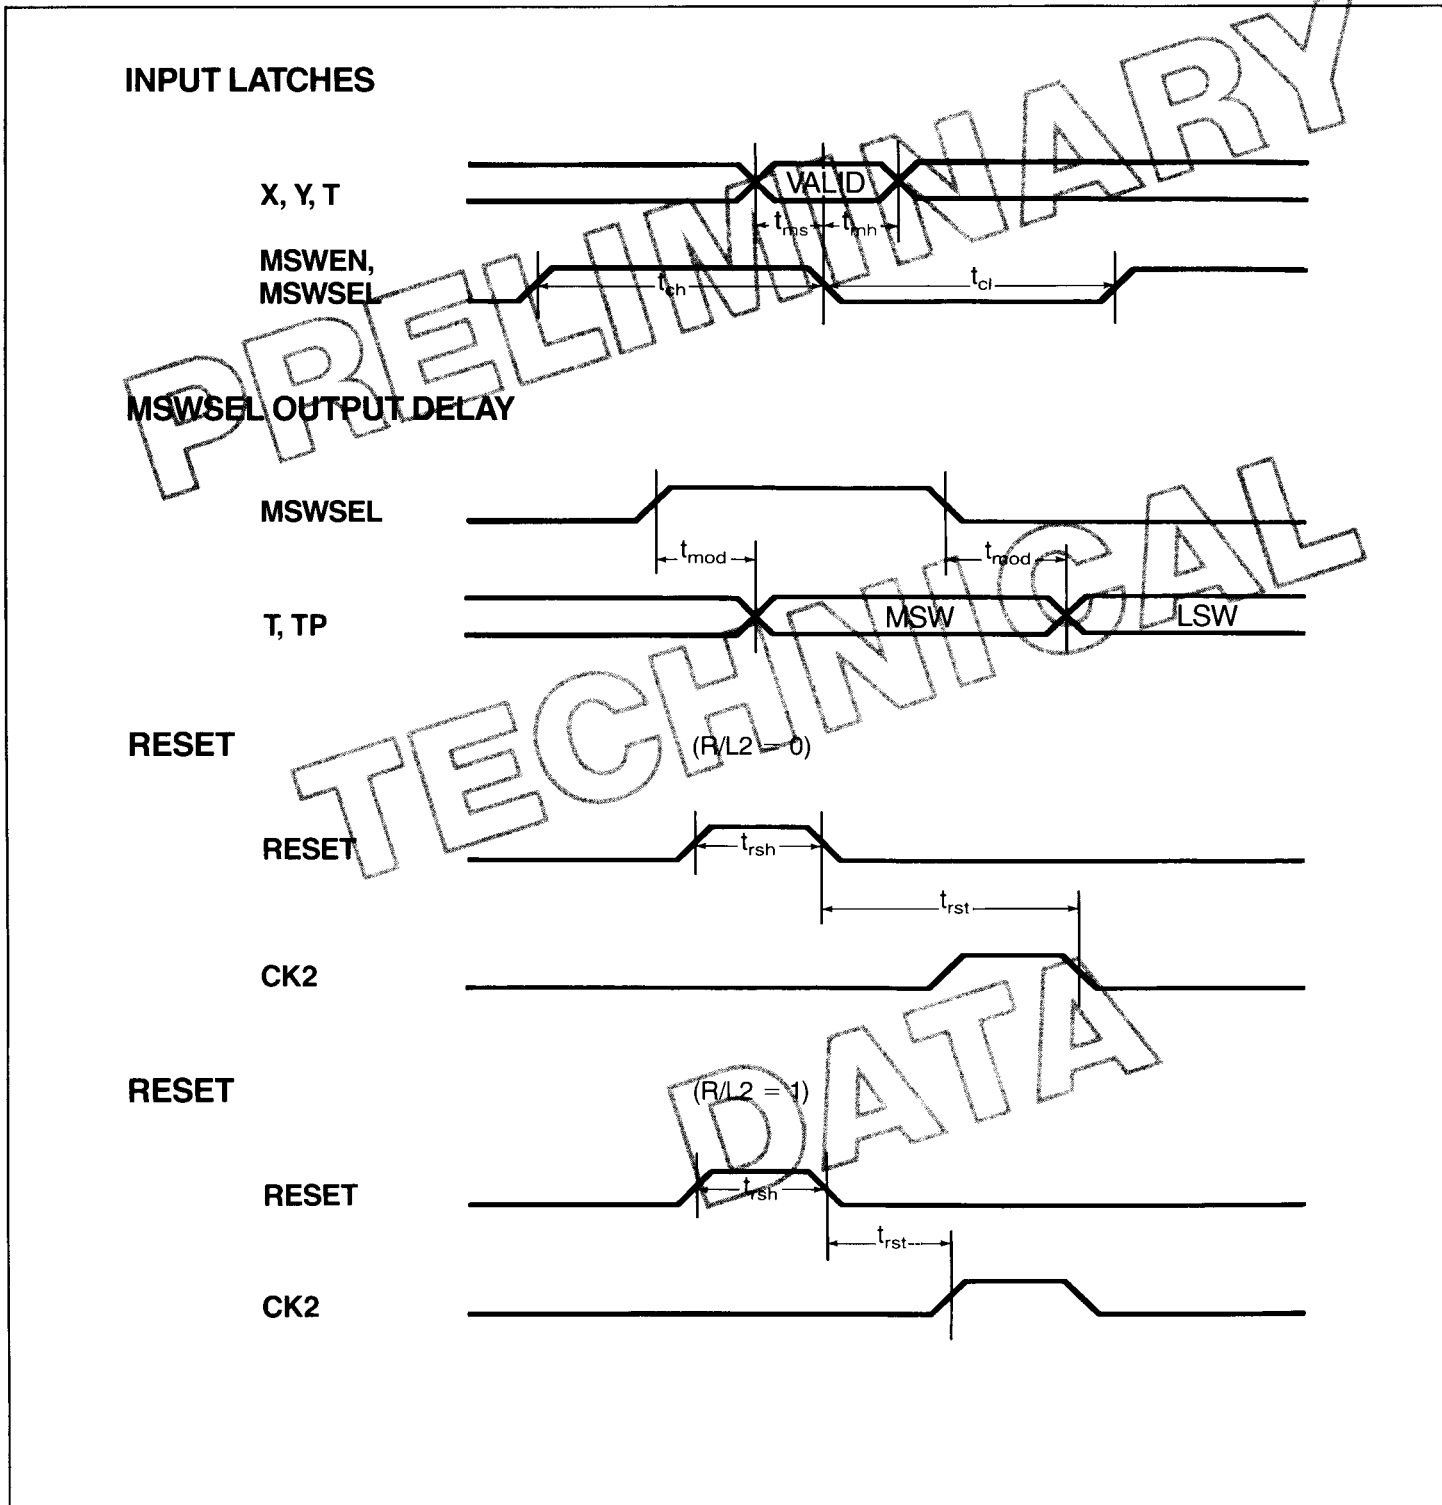 INPUT LATCHES
X, Y, T
VALID
tms
tmh
MSWEN,
MSWSEL
tch
tcl
MSWSEL OUTPUT DELAY
MSWSEL
tmod
tmod
T, TP
MSW
LSW
RESET
(R/L2 = 0)
RESET
trsh
trst
CK2
RESET
(R/L2 = 1)
RESET
trsh
trst
CK2
PRELIMINARY
TECHNICAL
DATA